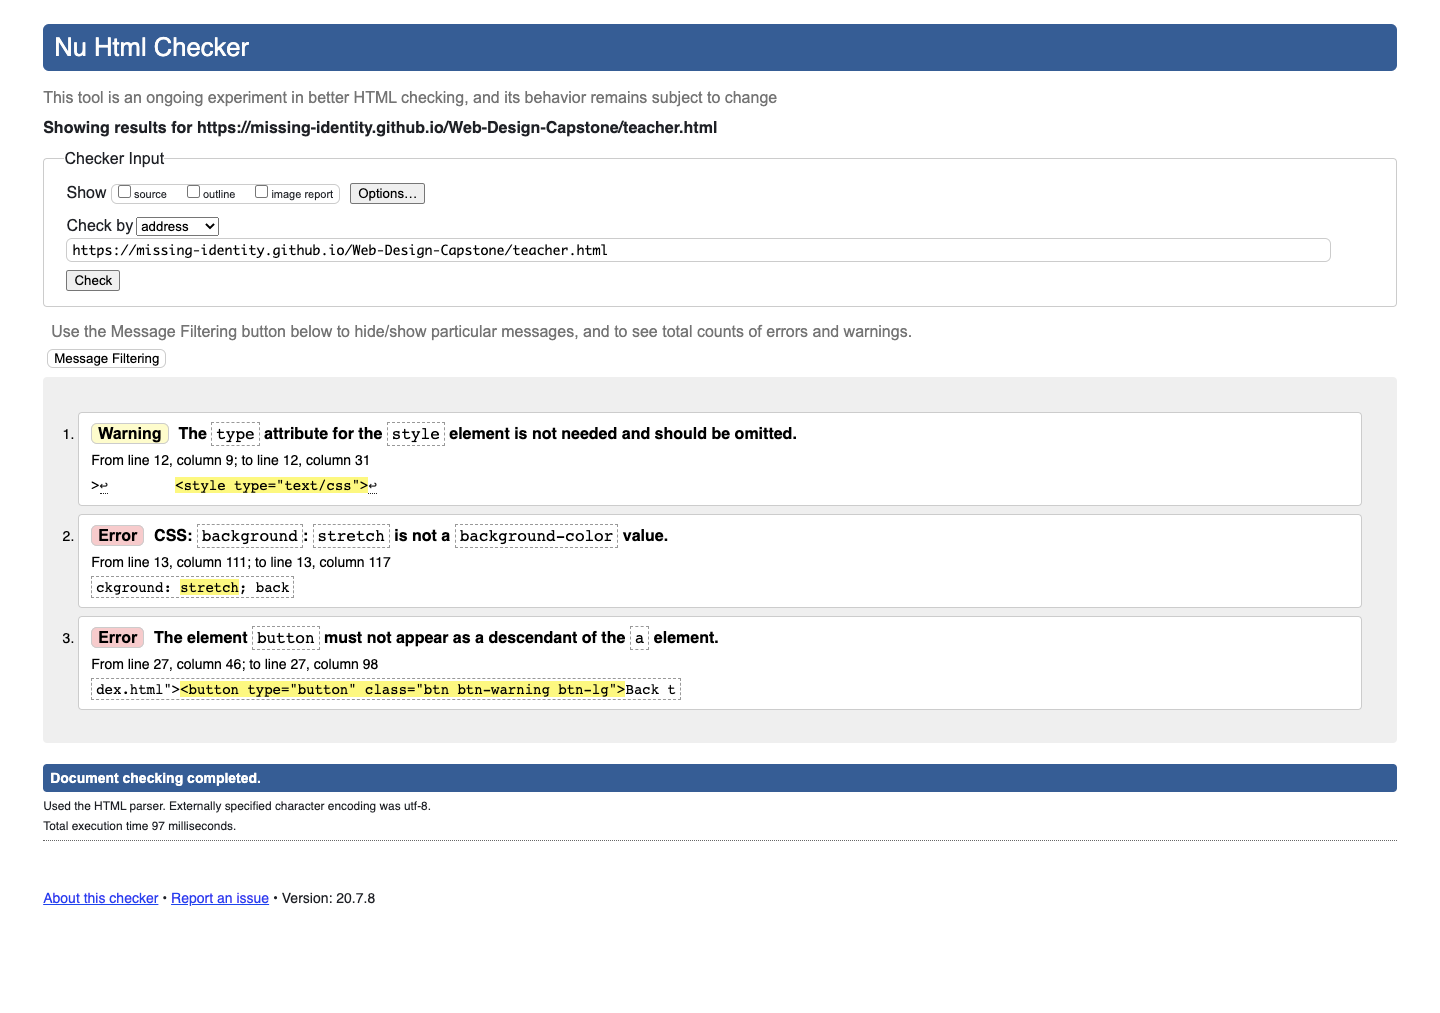 Nu Html Checker
This tool is an ongoing experiment in better HTML checking, and its behavior remains subject to change
Showing results for https://missing-identity.github.io/Web-Design-Capstone/teacher.html
Checker Input
Show source outline image report Options...
Check by address
https://missing-identity.github.io/Web-Design-Capstone/teacher.html
Check
Use the Message Filtering button below to hide/show particular messages, and to see total counts of errors and warnings.
Message Filtering
1. Warning The type attribute for the style element is not needed and should be omitted.
From line 12, column 9; to line 12, column 31
>↩ <style type="text/css">↩
2. Error CSS: background: stretch is not a background-color value.
From line 13, column 111; to line 13, column 117
ckground: stretch; back
3. Error The element button must not appear as a descendant of the a element.
From line 27, column 46; to line 27, column 98
dex.html"><button type="button" class="btn btn-warning btn-lg">Back t
Document checking completed.
Used the HTML parser. Externally specified character encoding was utf-8.
Total execution time 97 milliseconds.
About this checker • Report an issue • Version: 20.7.8